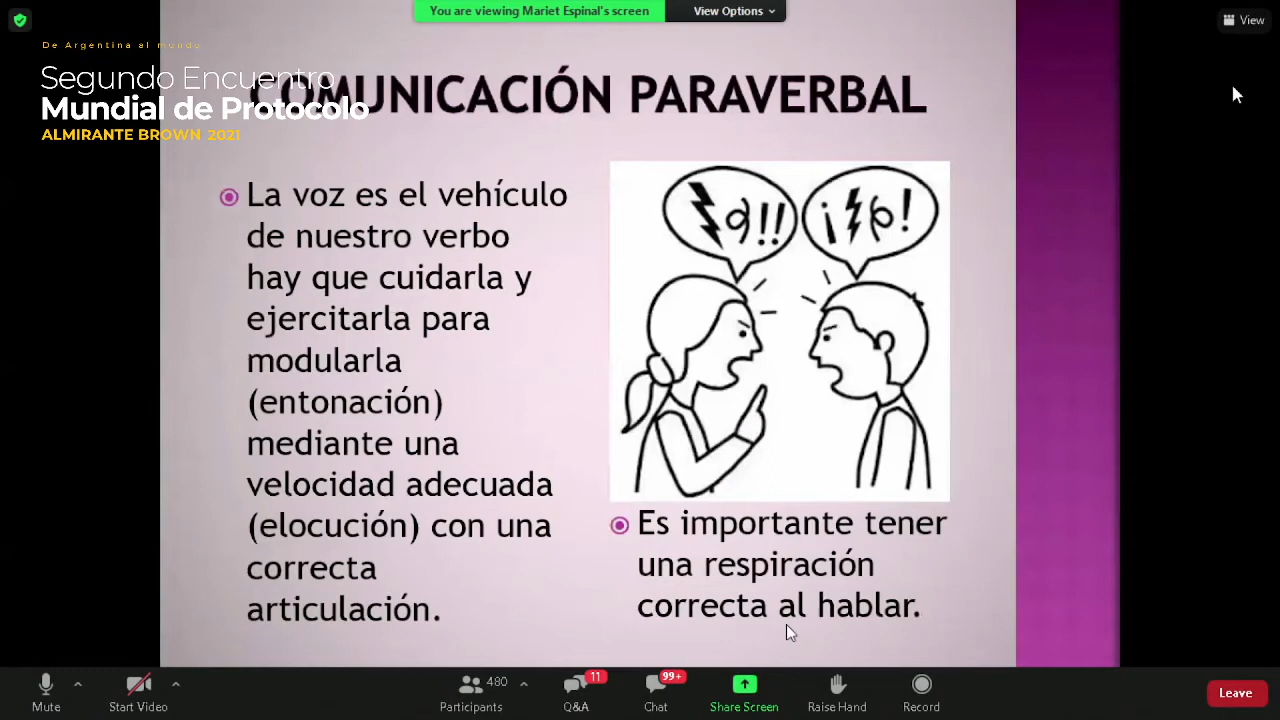 You are viewing Mariet Espinal's screen
View Options
View
De Argentina al mundo
Segundo Encuentro
Mundial de Protocolo
ALMIRANTE BROWN 2021
COMUNICACIÓN PARAVERBAL
La voz es el vehículo
de nuestro verbo
hay que cuidarla y
ejercitarla para
modularla
(entonación)
mediante una
velocidad adecuada
(elocución) con una
correcta
articulación.
!!
¡ !
Es importante tener
una respiración
correcta al hablar.
Mute
Start Video
480
Participants
11
Q&A
99+
Chat
Share Screen
Raise Hand
Record
Leave